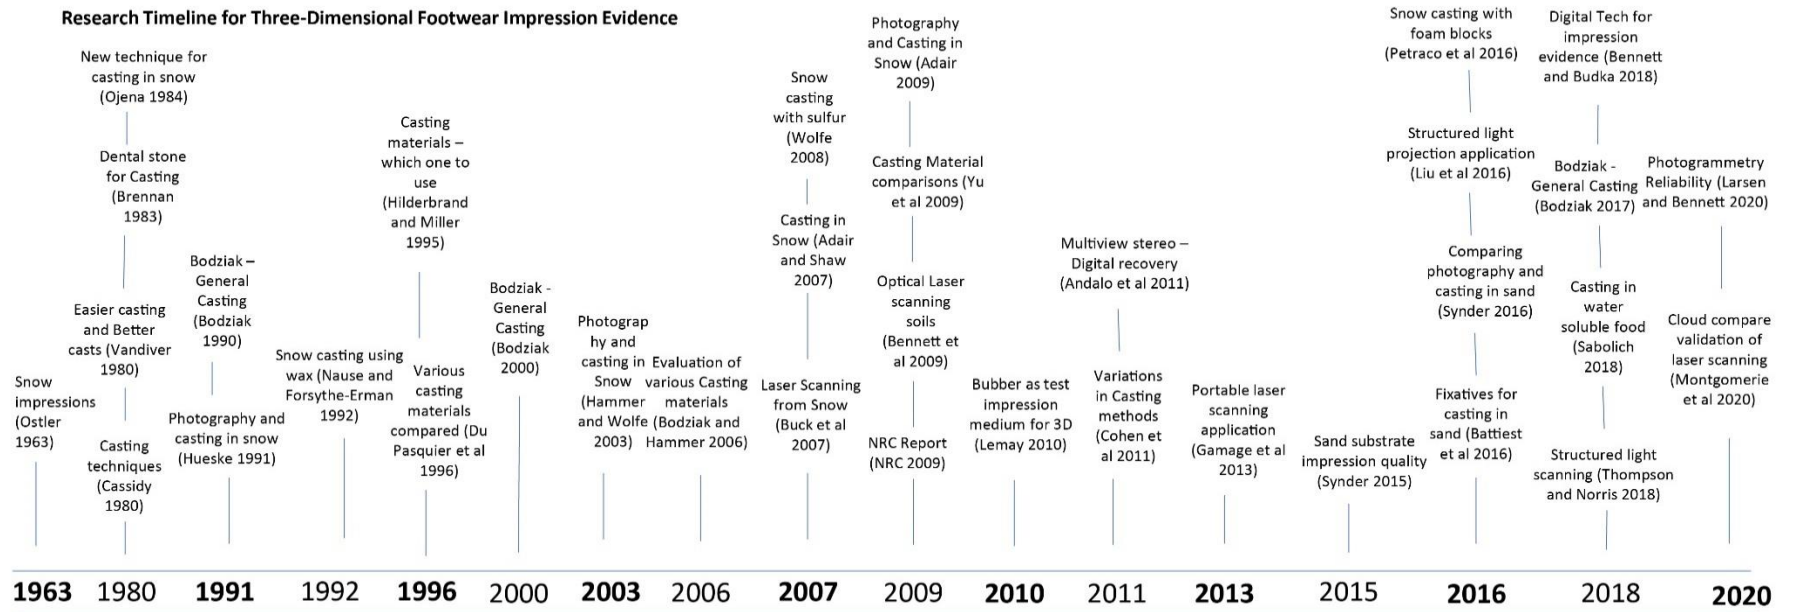 Research Timeline for Three-Dimensional Footwear Impression Evidence
Snow
impressions
(Ostler
1963)
New technique for
casting in snow
(Ojena 1984)
Dental stone
for Casting
(Brennan
1983)
Easier casting
and Better
casts (Vandiver
1980)
Casting
techniques
(Cassidy
1980)
Bodziak –
General
Casting
(Bodziak
1990)
Photography and
casting in snow
(Hueske 1991)
Snow casting using
wax (Nause and
Forsythe-Erman
1992)
Casting
materials –
which one to
use
(Hilderbrand
and Miller
1995)
Various
casting
materials
compared (Du
Pasquier et al
1996)
Bodziak -
General
Casting
(Bodziak
2000)
Photograp
hy and
casting in
Snow
(Hammer
and Wolfe
2003)
Evaluation of
various Casting
materials
(Bodziak and
Hammer 2006)
Snow
casting
with sulfur
(Wolfe
2008)
Casting in
Snow (Adair
and Shaw
2007)
Laser Scanning
from Snow
(Buck et al
2007)
Photography
and Casting in
Snow (Adair
2009)
Casting Material
comparisons (Yu
et al 2009)
Optical Laser
scanning
soils
(Bennett et
al 2009)
NRC Report
(NRC 2009)
Bubber as test
impression
medium for 3D
(Lemay 2010)
Multiview stereo –
Digital recovery
(Andalo et al 2011)
Variations
in Casting
methods
(Cohen et
al 2011)
Portable laser
scanning
application
(Gamage et al
2013)
Sand substrate
impression quality
(Synder 2015)
Snow casting with
foam blocks
(Petraco et al 2016)
Structured light
projection application
(Liu et al 2016)
Comparing
photography and
casting in sand
(Synder 2016)
Fixatives for
casting in
sand (Battiest
et al 2016)
Digital Tech for
impression
evidence (Bennett
and Budka 2018)
Bodziak -
General Casting
(Bodziak 2017)
Casting in
water
soluble food
(Sabolich
2018)
Structured light
scanning (Thompson
and Norris 2018)
Photogrammetry
Reliability (Larsen
and Bennett 2020)
Cloud compare
validation of
laser scanning
(Montgomerie
et al 2020)
1963 1980 1991 1992 1996 2000 2003 2006 2007 2009 2010 2011 2013 2015 2016 2018 2020